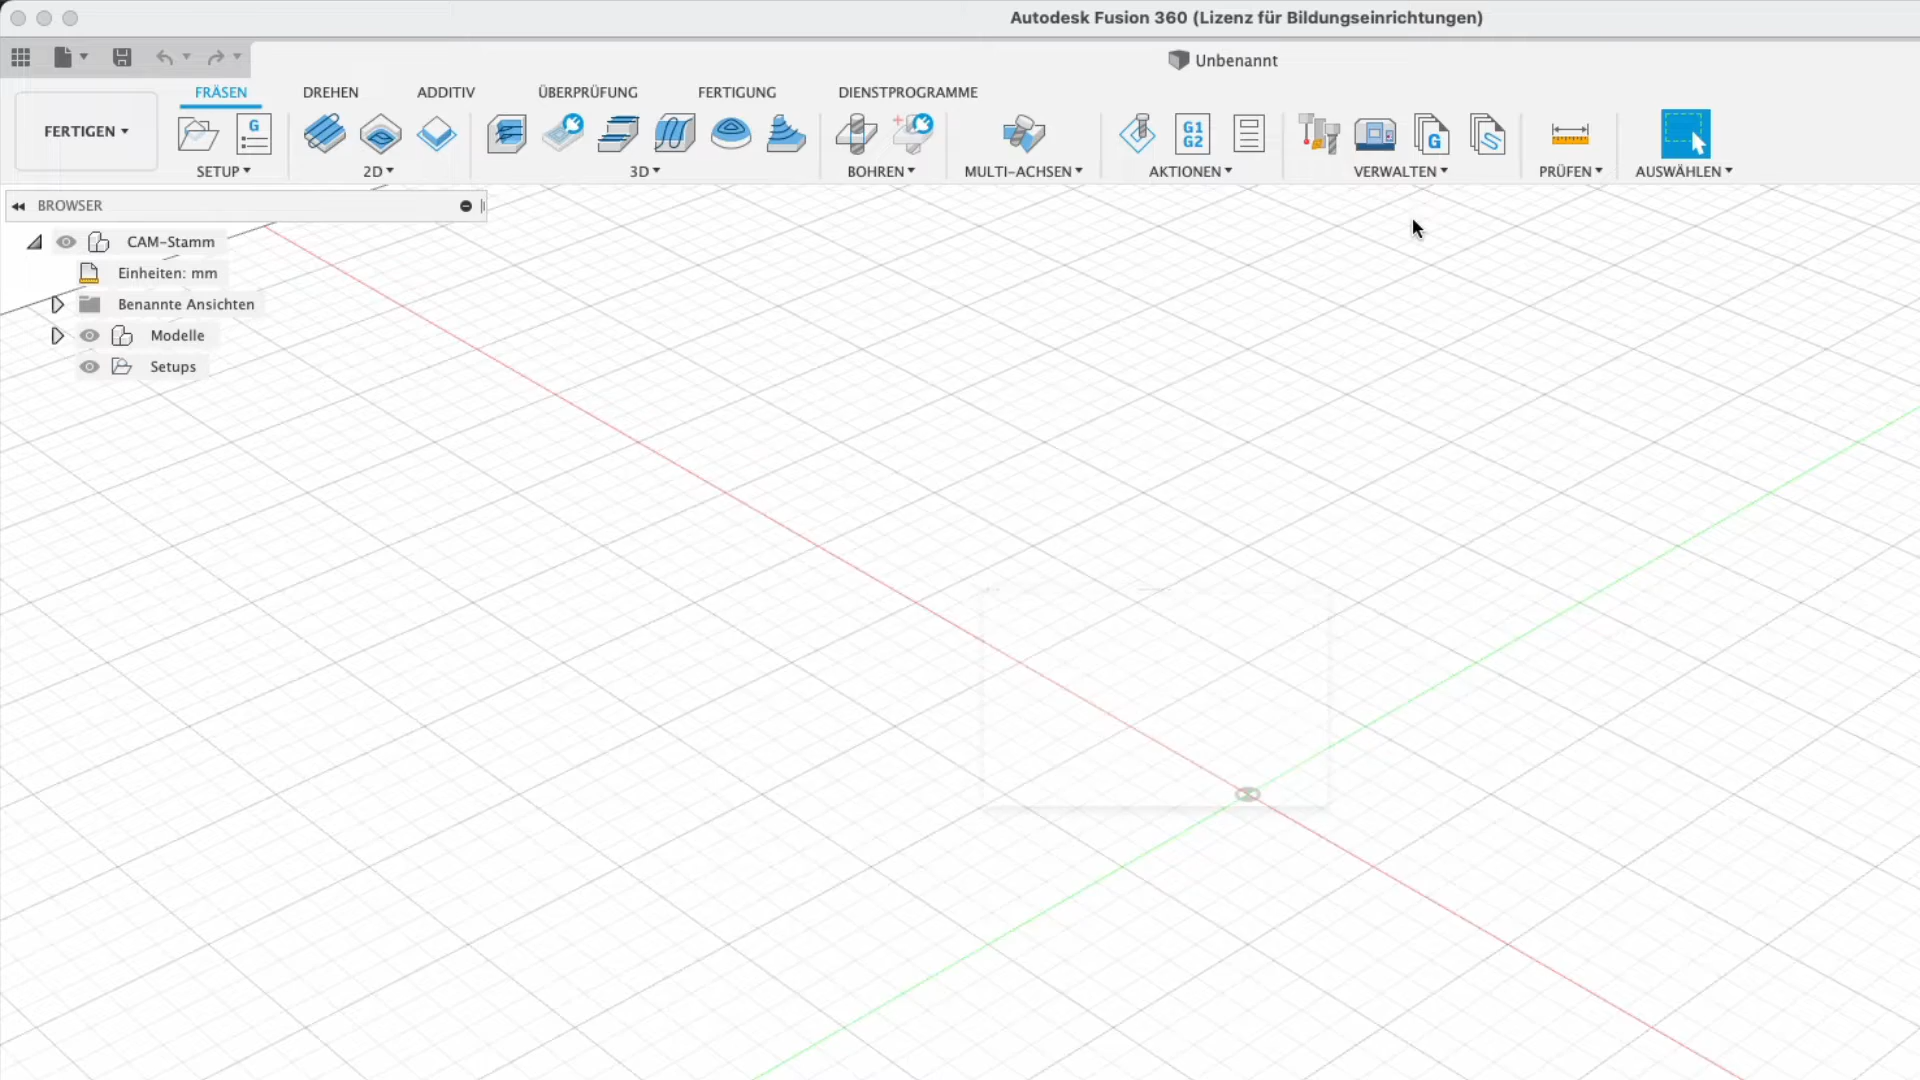 Autodesk Fusion 360 (Lizenz für Bildungseinrichtungen)
Unbenannt
FRÄSEN DREHEN ADDITIV ÜBERPRÜFUNG FERTIGUNG DIENSTPROGRAMME
FERTIGEN
G
G1
G2
G
SETUP 2D 3D BOHREN MULTI-ACHSEN AKTIONEN VERWALTEN PRÜFEN AUSWÄHLEN
BROWSER
CAM-Stamm
Einheiten: mm
Benannte Ansichten
Modelle
Setups